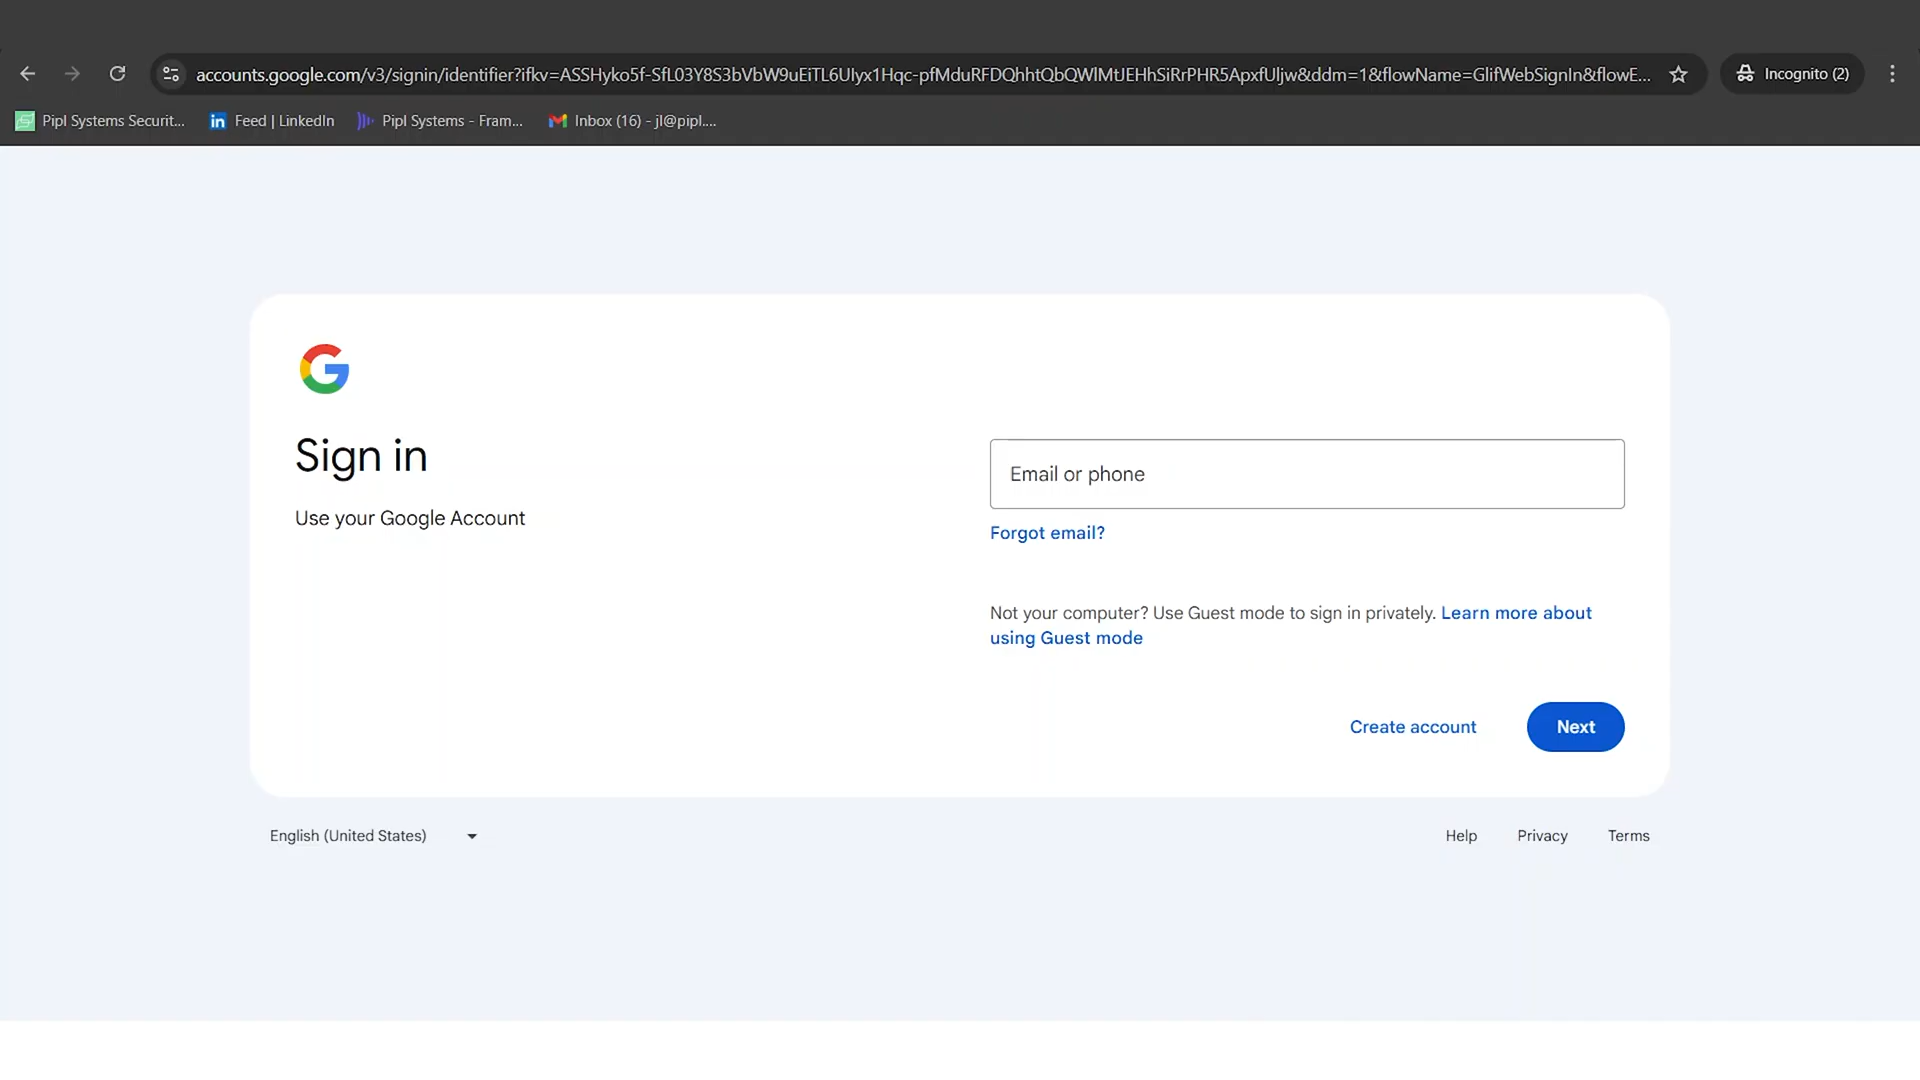 accounts.google.com/v3/signin/identifier?ifkv=ASSHyko5f-SfL03Y8S3bVbW9uEiTL6UIyx1Hqc-pfMduRFDQhhtQbQWlMtJEHhSiRrPHR5ApxfUljw&ddm=1&flowName=GlifWebSignIn&flowE...
Incognito (2)
Pipl Systems Securit...
Feed | LinkedIn
Pipl Systems - Fram...
Inbox (16) - jl@pipl....
Sign in
Use your Google Account
Email or phone
Forgot email?
Not your computer? Use Guest mode to sign in privately. Learn more about
using Guest mode
Create account
Next
English (United States)
Help
Privacy
Terms